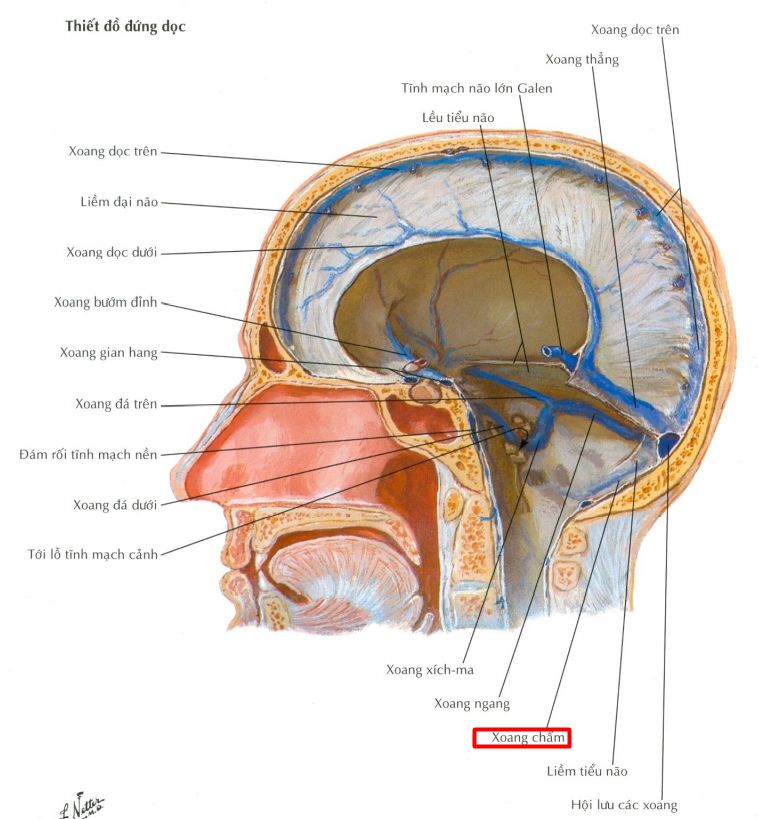 Thiết đồ đứng dọc
Xoang dọc trên
Xoang thẳng
Tĩnh mạch não lớn Galen
Lều tiểu não
Xoang dọc trên
Liềm đại não
Xoang dọc dưới
Xoang bướm đỉnh
Xoang gian hang
Xoang đá trên
Đám rối tĩnh mạch nền
Xoang đá dưới
Tới lỗ tĩnh mạch cảnh
Xoang xích-ma
Xoang ngang
Xoang chẩm
Liềm tiểu não
Hội lưu các xoang
F. Netter
M.D.